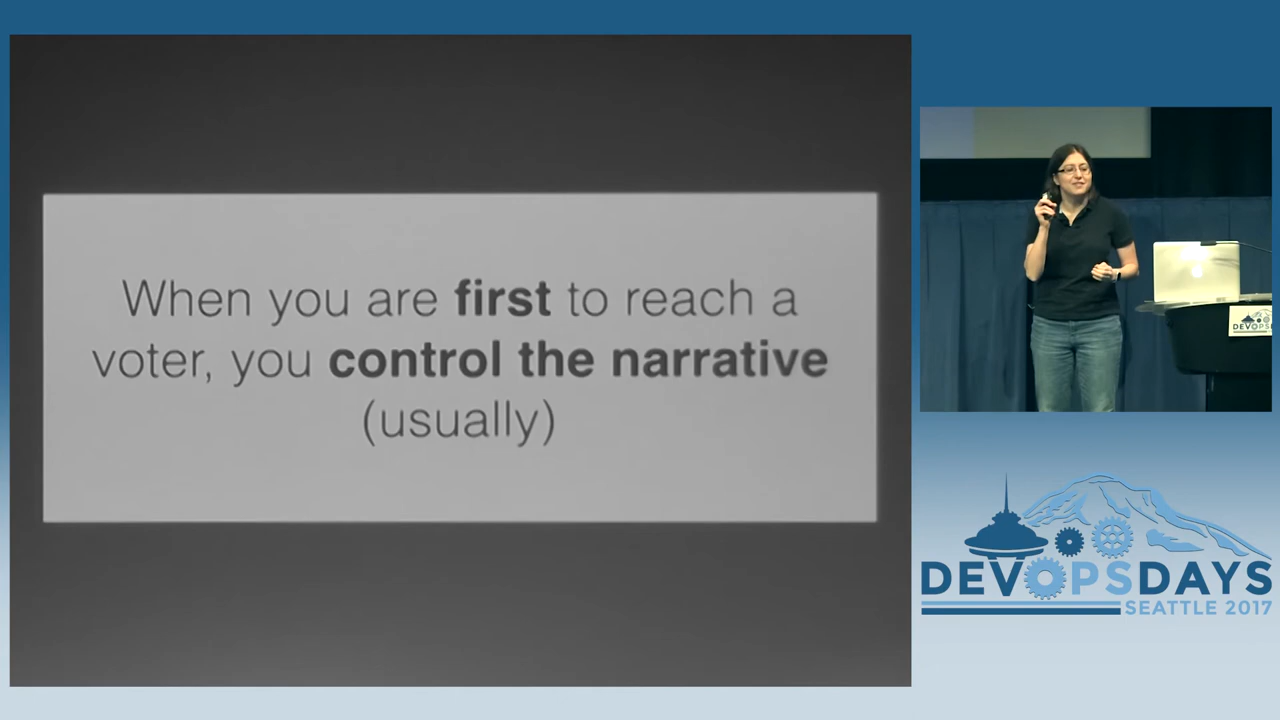 When you are first to reach a
voter, you control the narrative
(usually)
DEVOPSDAYS
SEATTLE 2017